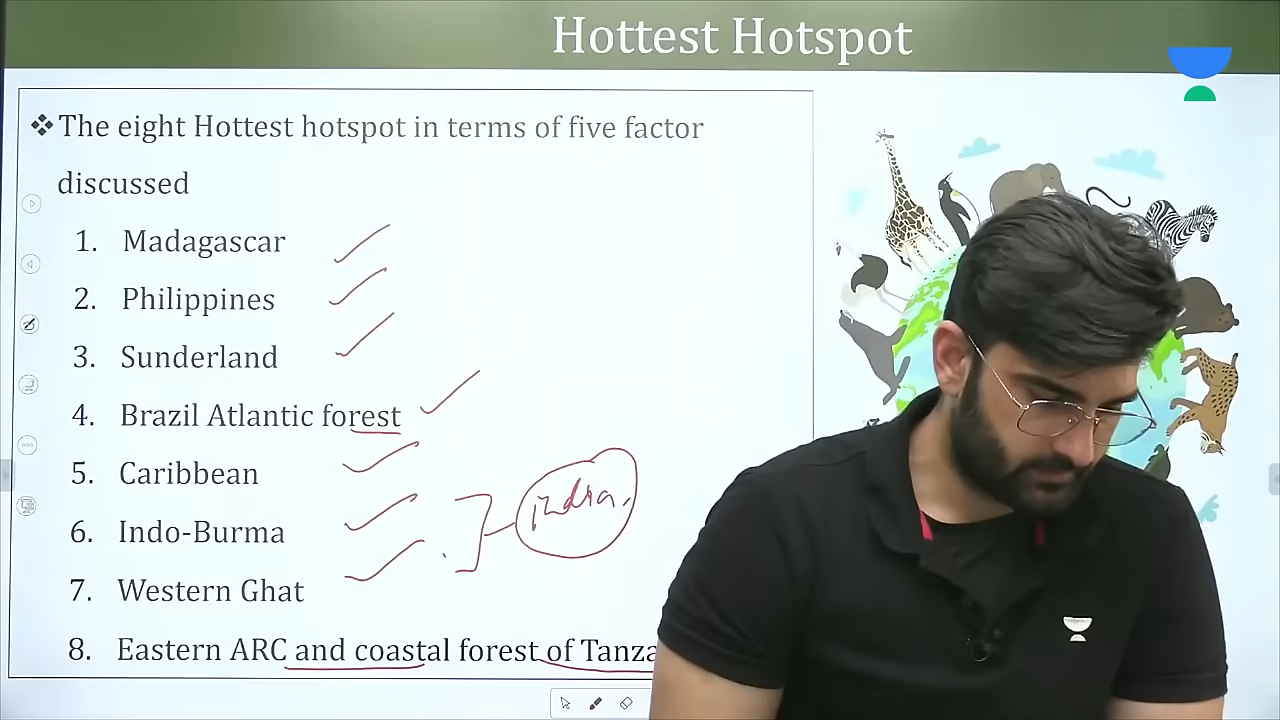 Hottest Hotspot
❖The eight Hottest hotspot in terms of five factor
discussed
1. Madagascar
2. Philippines
3. Sunderland
4. Brazil Atlantic forest
5. Caribbean
6. Indo-Burma
india.
7. Western Ghat
8. Eastern ARC and coastal forest of Tanza